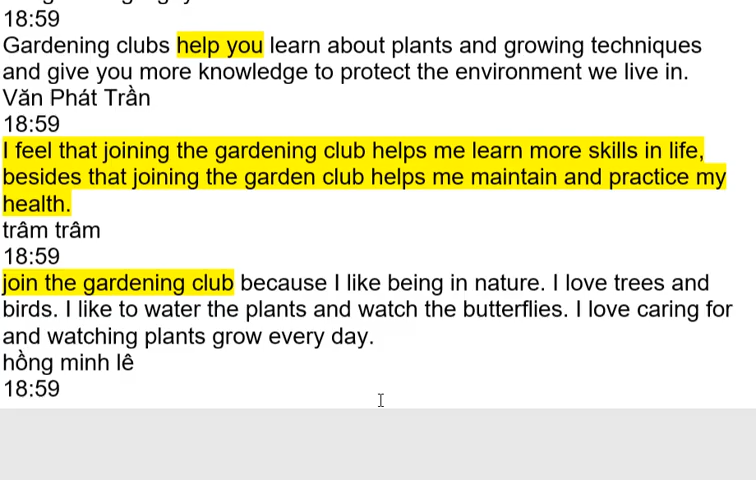 18:59
Gardening clubs help you learn about plants and growing techniques
and give you more knowledge to protect the environment we live in.
Văn Phát Trần
18:59
I feel that joining the gardening club helps me learn more skills in life,
besides that joining the garden club helps me maintain and practice my
health.
trâm trâm
18:59
join the gardening club because I like being in nature. I love trees and
birds. I like to water the plants and watch the butterflies. I love caring for
and watching plants grow every day.
hồng minh lê
18:59